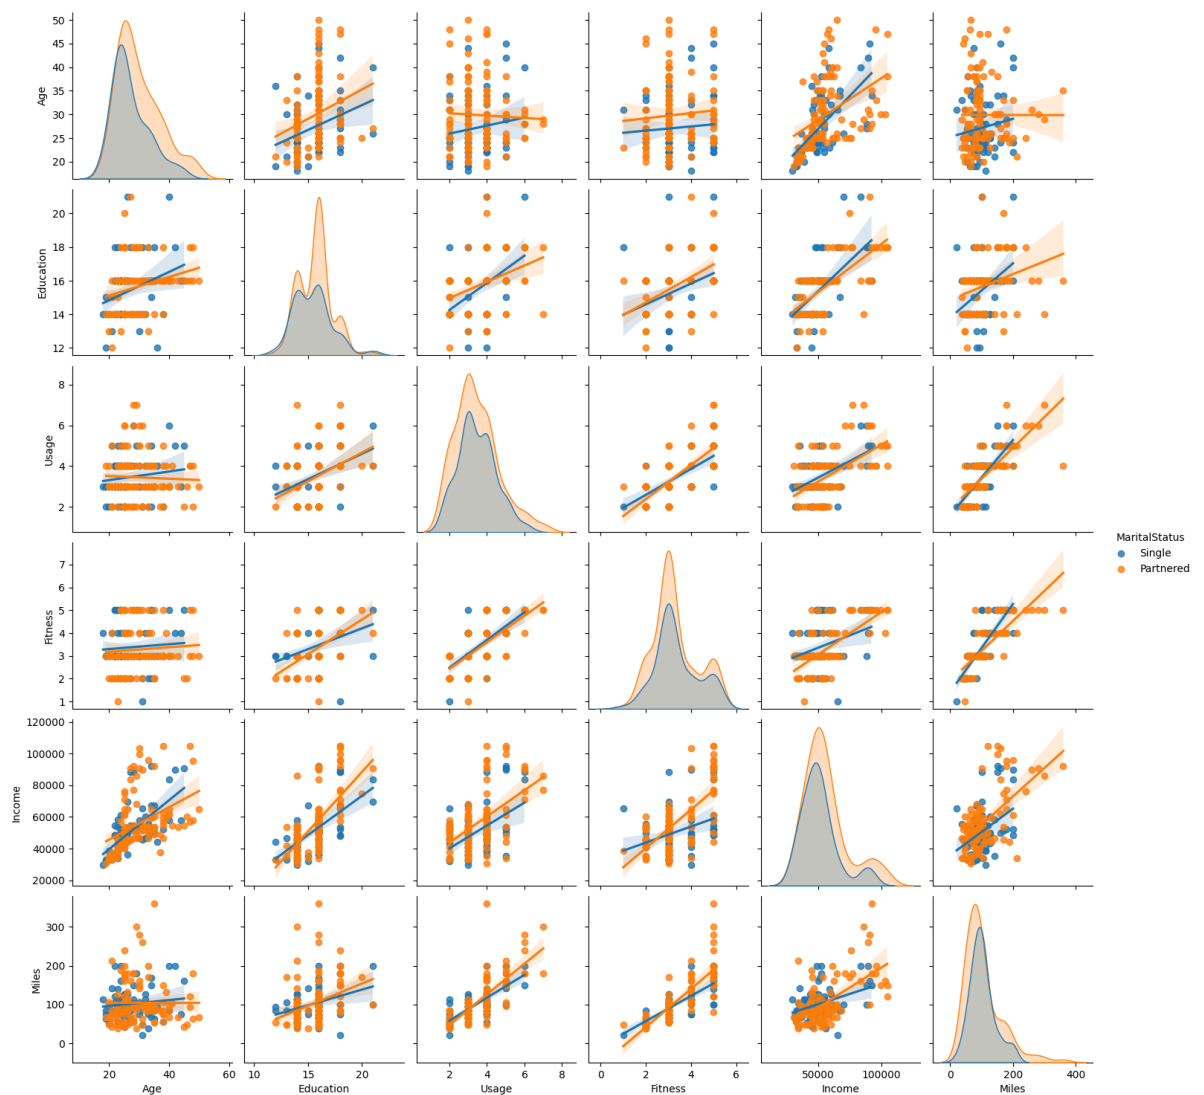 50
45
40
35
30
25
20
Age
20
18
16
14
12
Education
8
6
4
2
Usage
7
6
5
4
3
2
1
Fitness
MaritalStatus
Single
Partnered
120000
100000
80000
60000
40000
20000
Income
300
200
100
0
Miles
20 40 60
10 15 20
2 4 6 8
0 2 4 6
50000 100000
0 200 400
Age Education Usage Fitness Income Miles